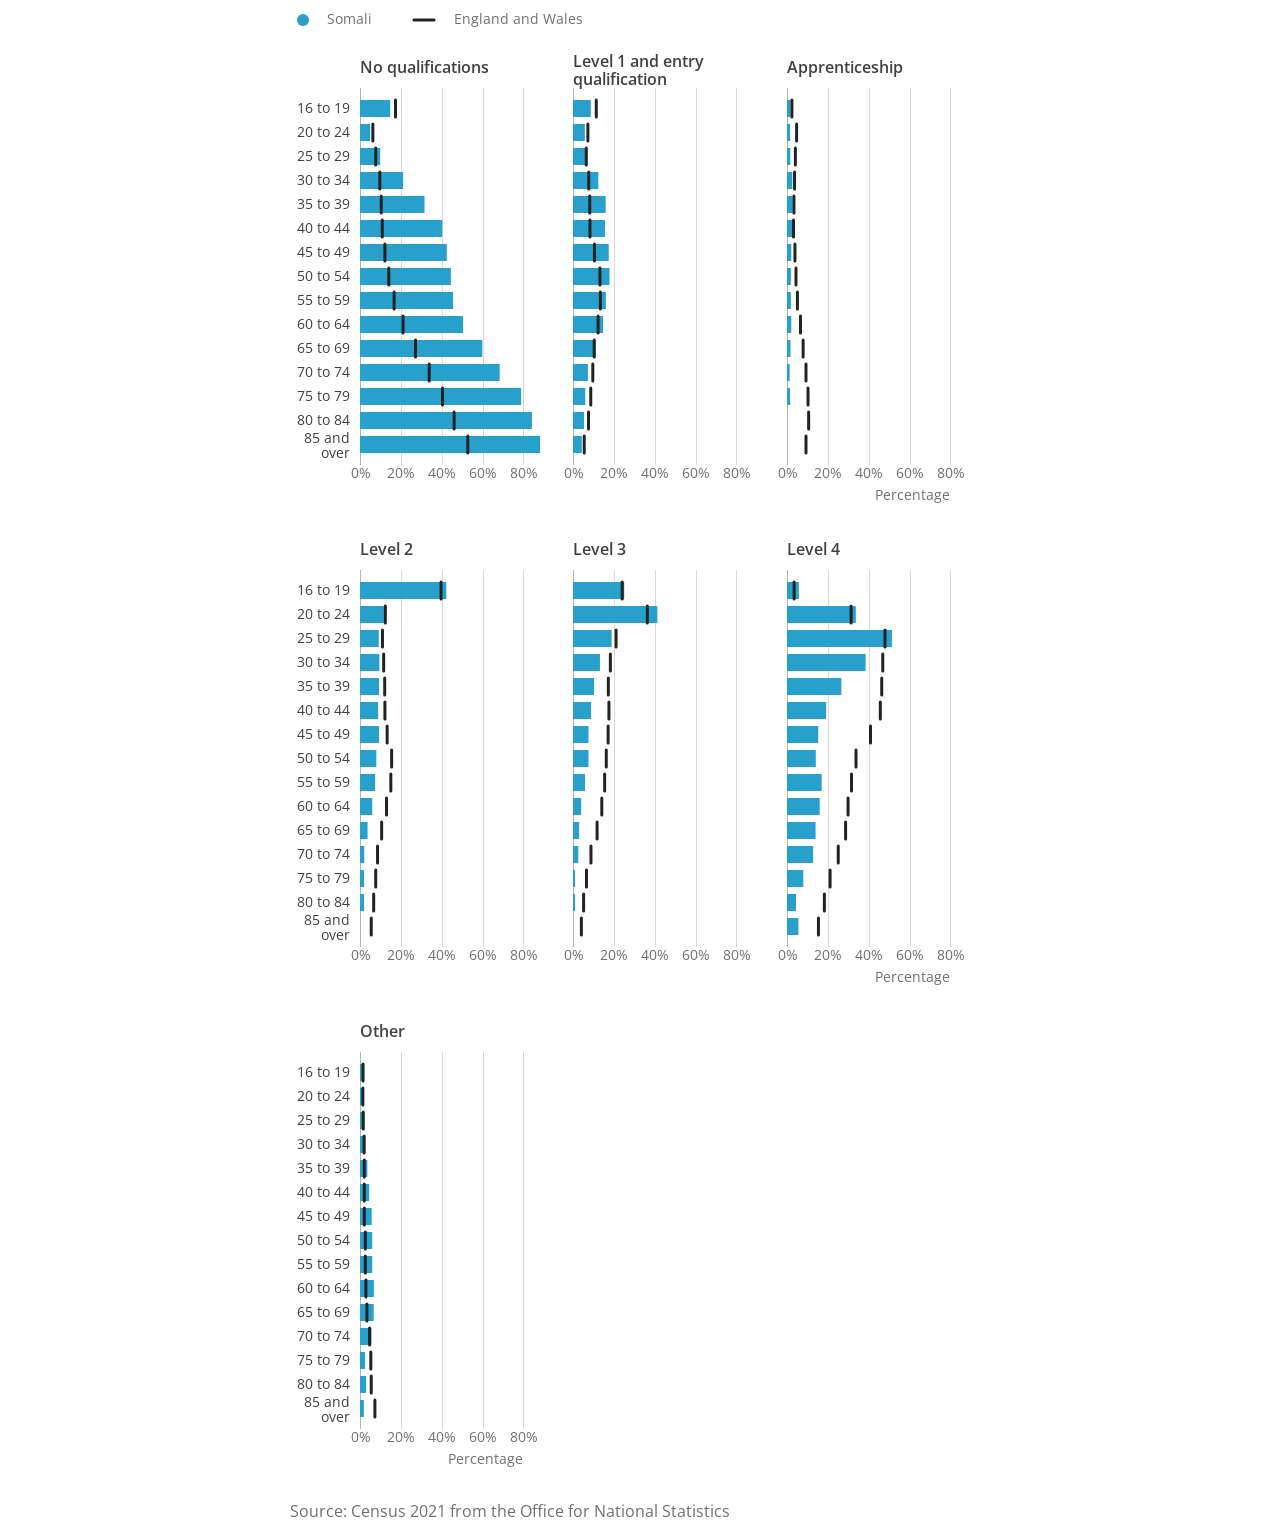 Somali England and Wales
No qualifications
Level 1 and entry
qualification
Apprenticeship
16 to 19
20 to 24
25 to 29
30 to 34
35 to 39
40 to 44
45 to 49
50 to 54
55 to 59
60 to 64
65 to 69
70 to 74
75 to 79
80 to 84
85 and
over
0% 20% 40% 60% 80% 0% 20% 40% 60% 80% 0% 20% 40% 60% 80%
Percentage
Level 2 Level 3 Level 4
16 to 19
20 to 24
25 to 29
30 to 34
35 to 39
40 to 44
45 to 49
50 to 54
55 to 59
60 to 64
65 to 69
70 to 74
75 to 79
80 to 84
85 and
over
0% 20% 40% 60% 80% 0% 20% 40% 60% 80% 0% 20% 40% 60% 80%
Percentage
Other
16 to 19
20 to 24
25 to 29
30 to 34
35 to 39
40 to 44
45 to 49
50 to 54
55 to 59
60 to 64
65 to 69
70 to 74
75 to 79
80 to 84
85 and
over
0% 20% 40% 60% 80%
Percentage
Source: Census 2021 from the Office for National Statistics